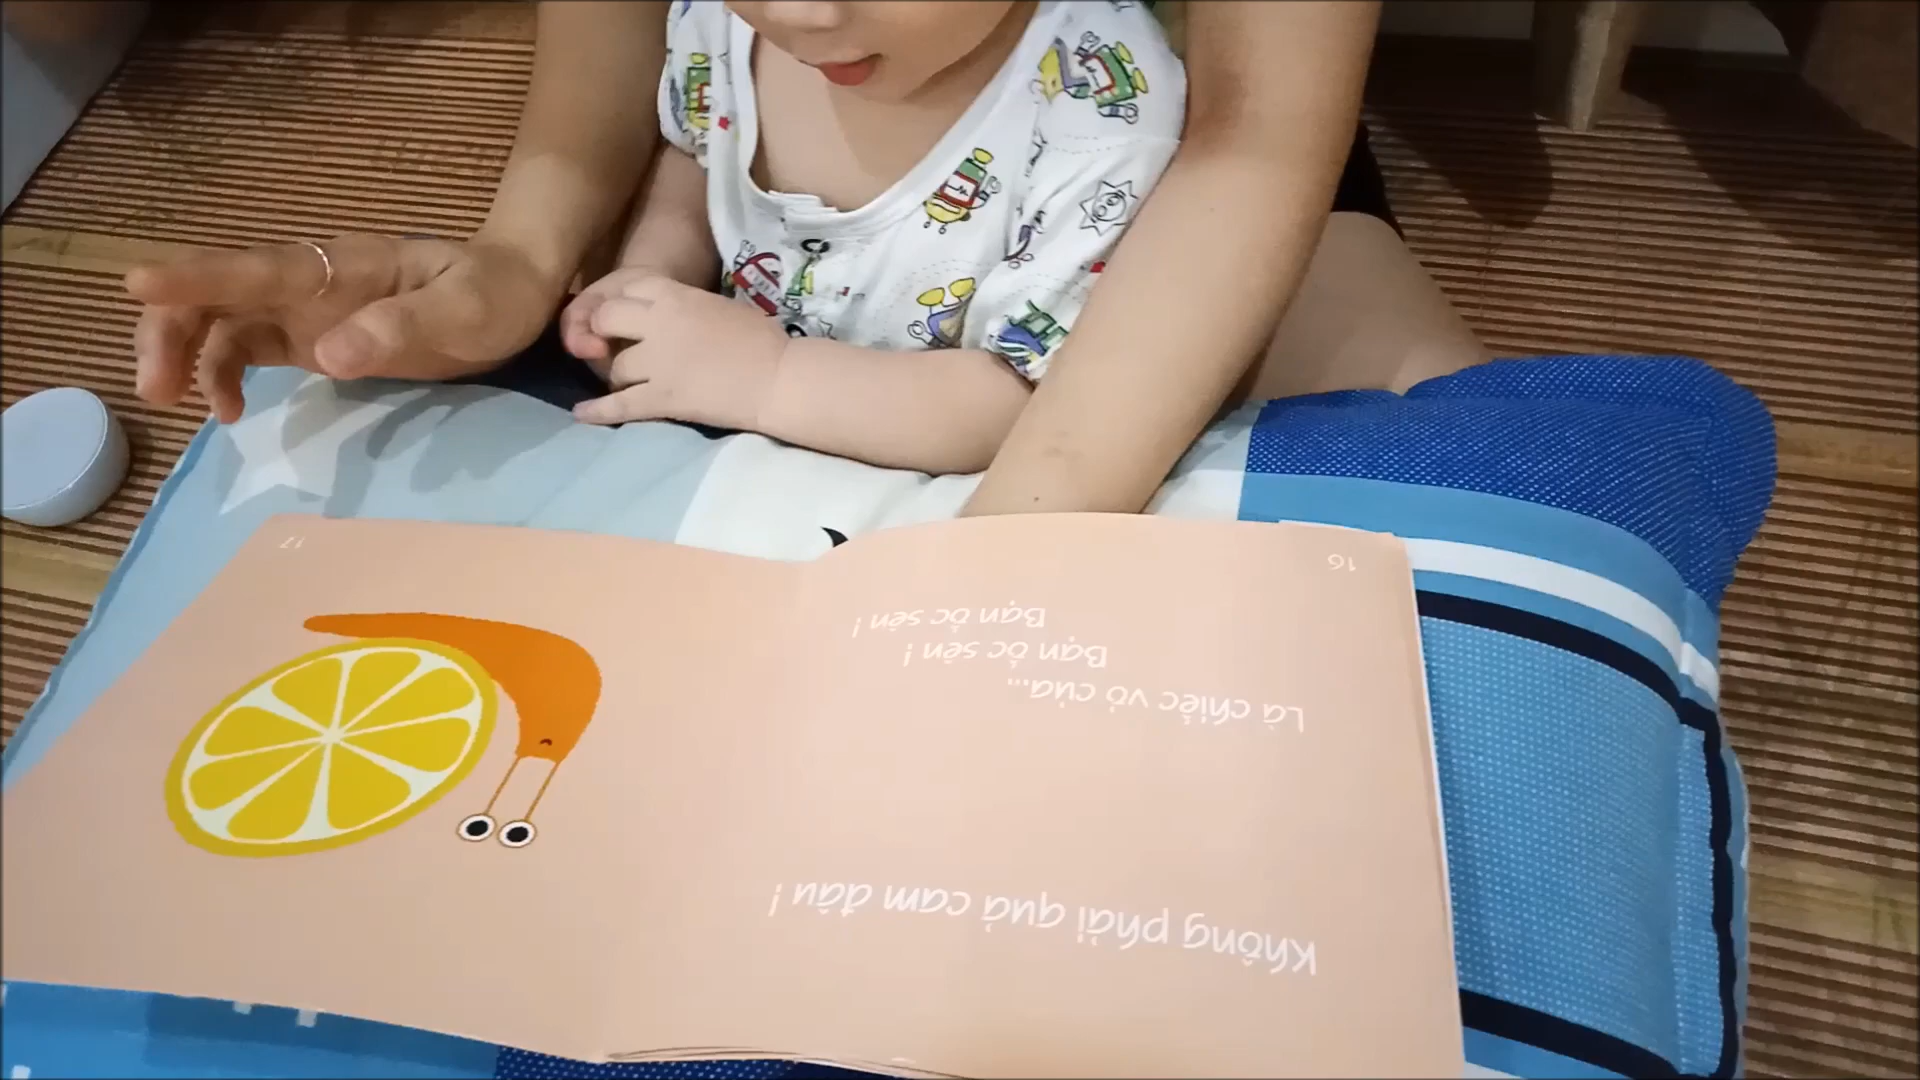 16
Không phải quả cam đâu !
Là chiếc vỏ của...
Bạn ốc sên !
Bạn ốc sên !
17